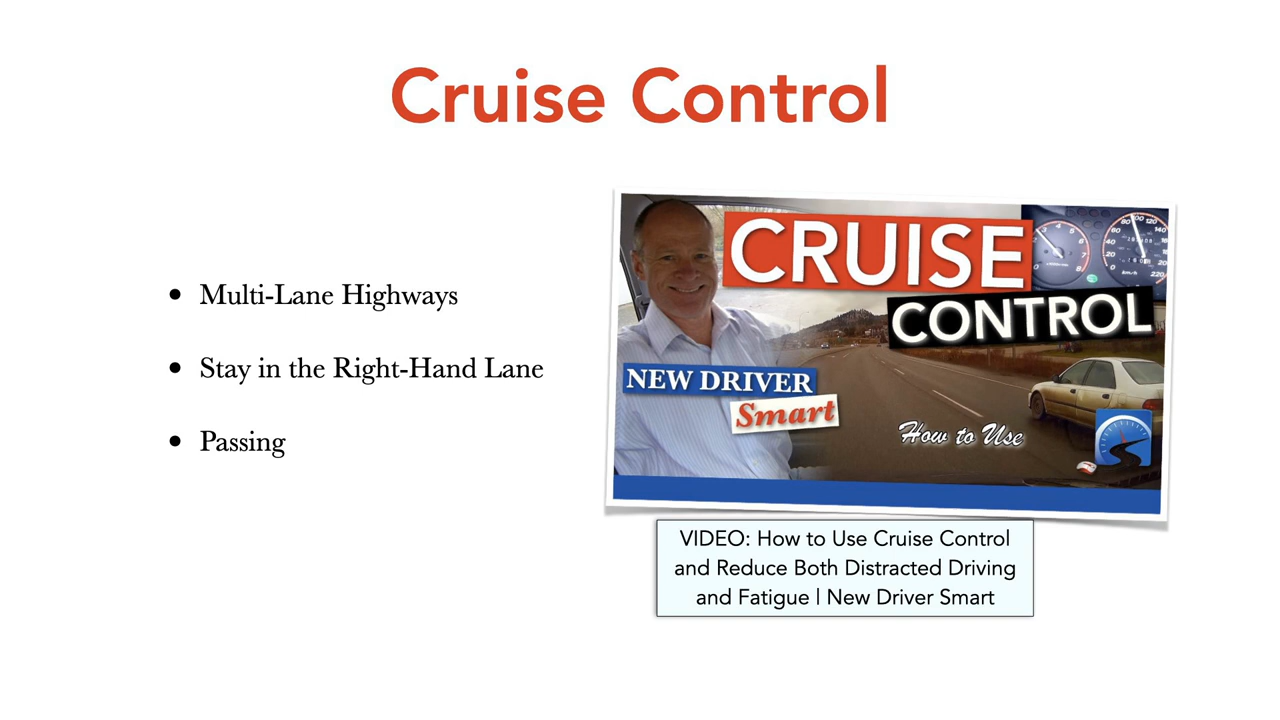 Cruise Control
• Multi-Lane Highways
• Stay in the Right-Hand Lane
• Passing
CRUISE
CONTROL
NEW DRIVER
Smart
How to Use
VIDEO: How to Use Cruise Control
and Reduce Both Distracted Driving
and Fatigue | New Driver Smart